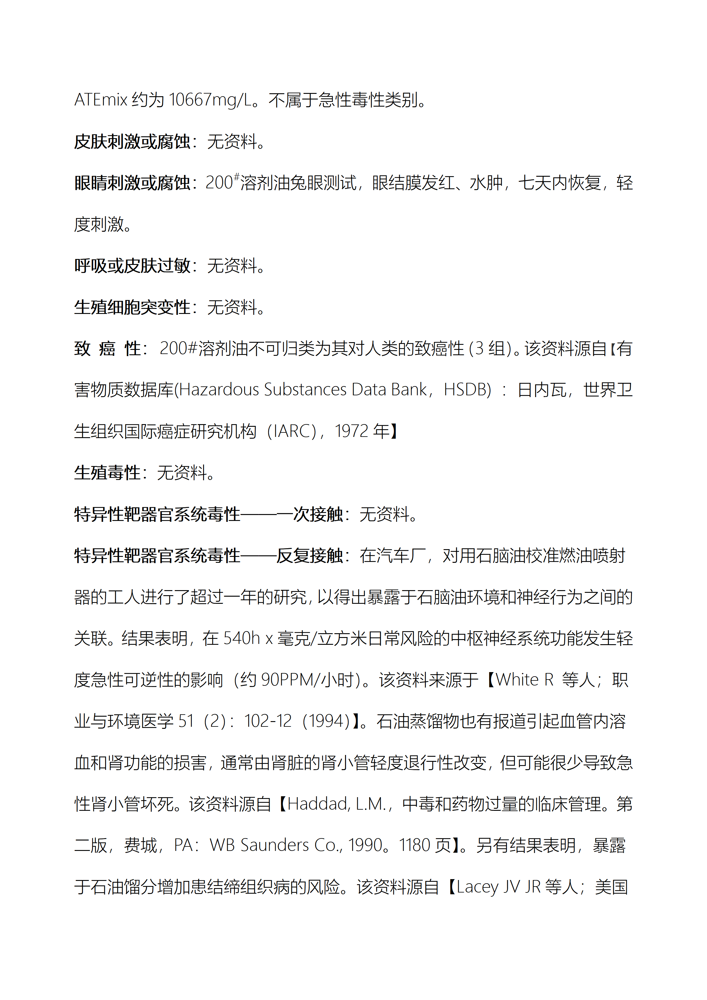 ATEmix 约为 10667mg/L。不属于急性毒性类别。
皮肤刺激或腐蚀：无资料。
眼睛刺激或腐蚀：200#溶剂油兔眼测试，眼结膜发红、水肿，七天内恢复，轻
度刺激。
呼吸或皮肤过敏：无资料。
生殖细胞突变性：无资料。
致 癌 性： 200#溶剂油不可归类为其对人类的致癌性（3 组）。该资料源自【有
害物质数据库(Hazardous Substances Data Bank，HSDB) ：日内瓦，世界卫
生组织国际癌症研究机构（IARC），1972 年】
生殖毒性：无资料。
特异性靶器官系统毒性——一次接触：无资料。
特异性靶器官系统毒性——反复接触：在汽车厂，对用石脑油校准燃油喷射
器的工人进行了超过一年的研究，以得出暴露于石脑油环境和神经行为之间的
关联。结果表明，在 540h x 毫克/立方米日常风险的中枢神经系统功能发生轻
度急性可逆性的影响（约 90PPM/小时）。该资料来源于【White R 等人；职
业与环境医学 51（2）：102-12（1994）】。石油蒸馏物也有报道引起血管内溶
血和肾功能的损害，通常由肾脏的肾小管轻度退行性改变，但可能很少导致急
性肾小管坏死。该资料源自【Haddad, L.M.，中毒和药物过量的临床管理。第
二版，费城，PA：WB Saunders Co., 1990。1180 页】。另有结果表明，暴露
于石油馏分增加患结缔组织病的风险。该资料源自【Lacey JV JR 等人；美国